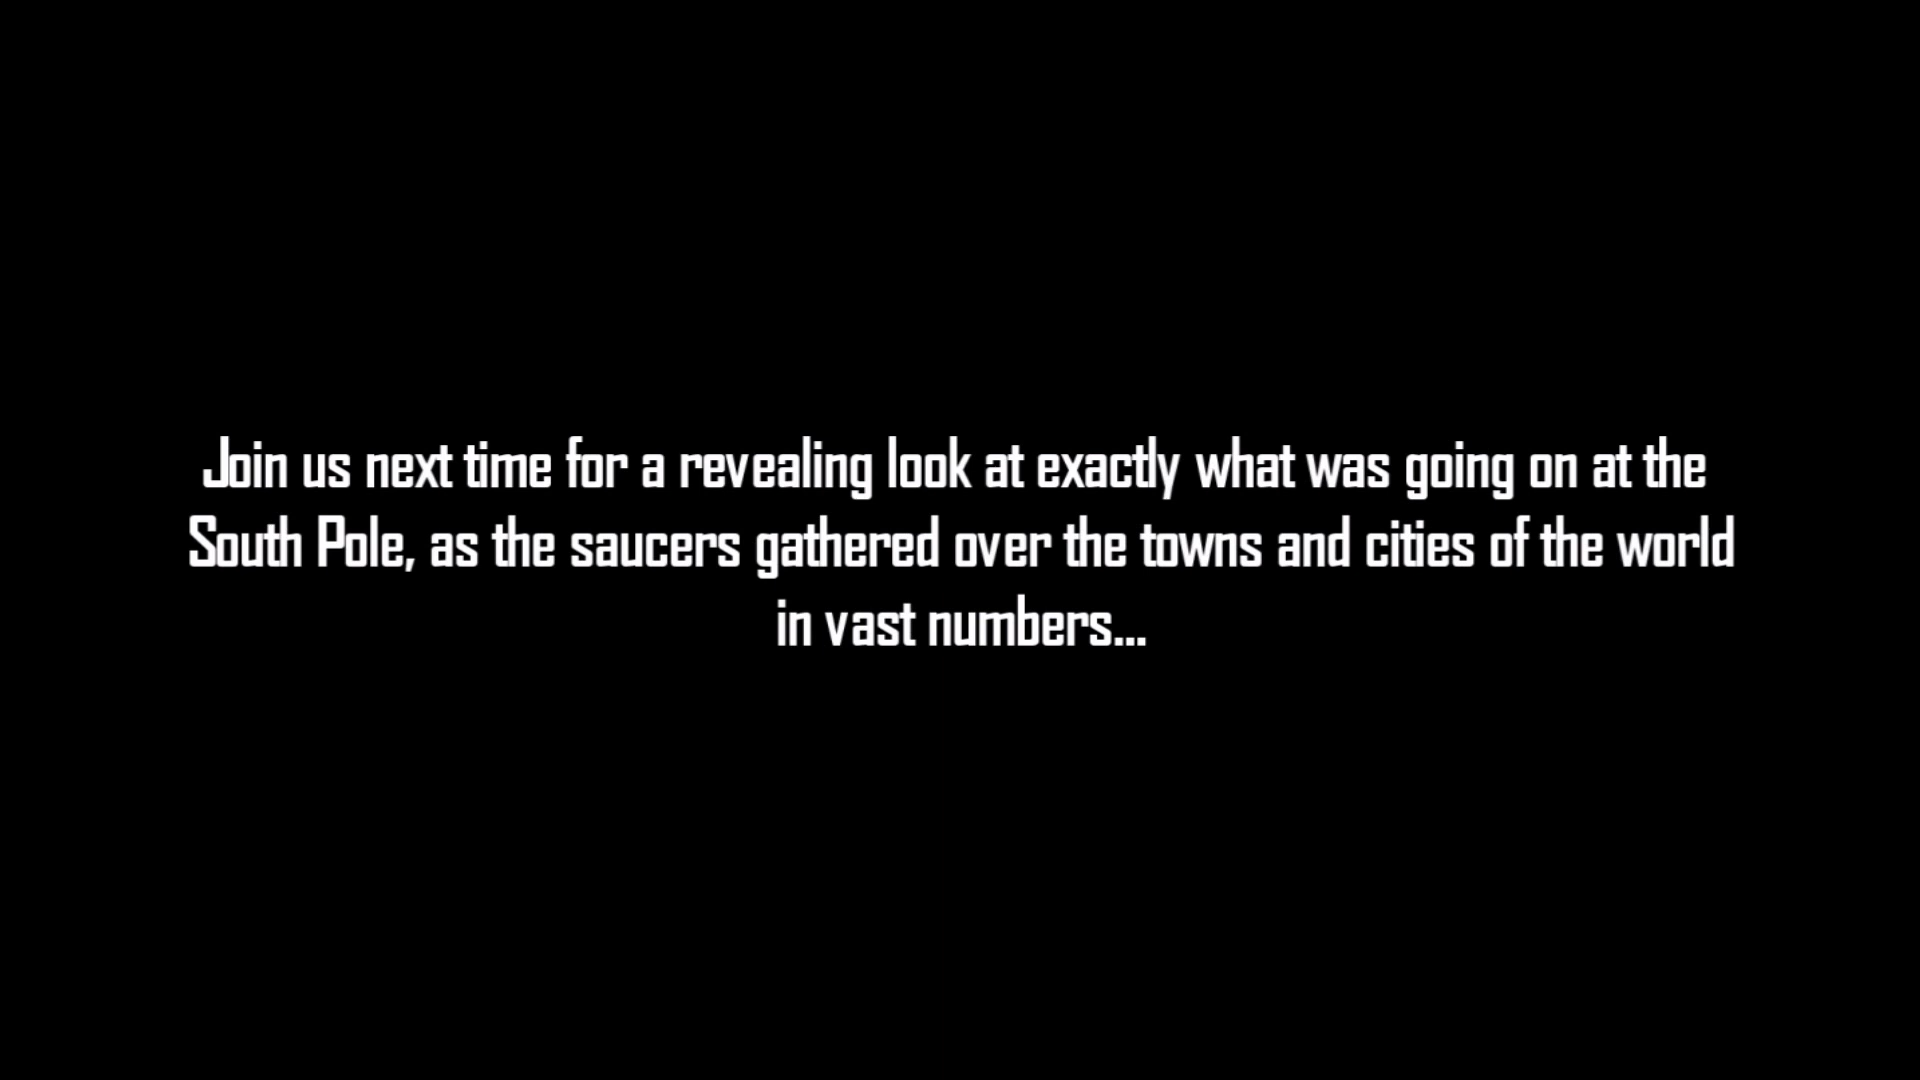 Join us next time for a revealing look at exactly what was going on at the
South Pole, as the saucers gathered over the towns and cities of the world
in vast numbers...